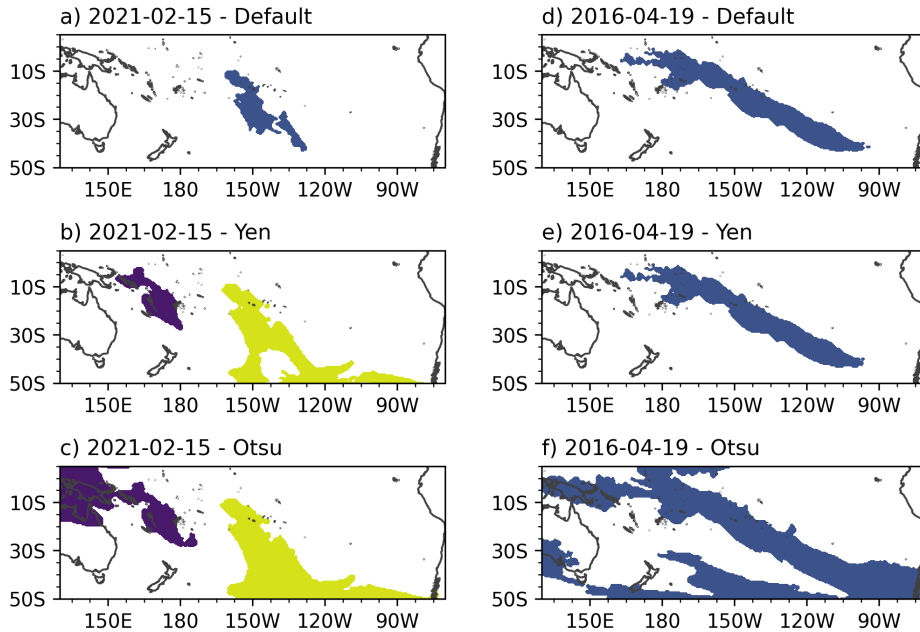 a) 2021-02-15 - Default
10S
30S
50S
150E 180 150W 120W 90W
d) 2016-04-19 - Default
10S
30S
50S
150E 180 150W 120W 90W
b) 2021-02-15 - Yen
10S
30S
50S
150E 180 150W 120W 90W
e) 2016-04-19 - Yen
10S
30S
50S
150E 180 150W 120W 90W
c) 2021-02-15 - Otsu
10S
30S
50S
150E 180 150W 120W 90W
f) 2016-04-19 - Otsu
10S
30S
50S
150E 180 150W 120W 90W